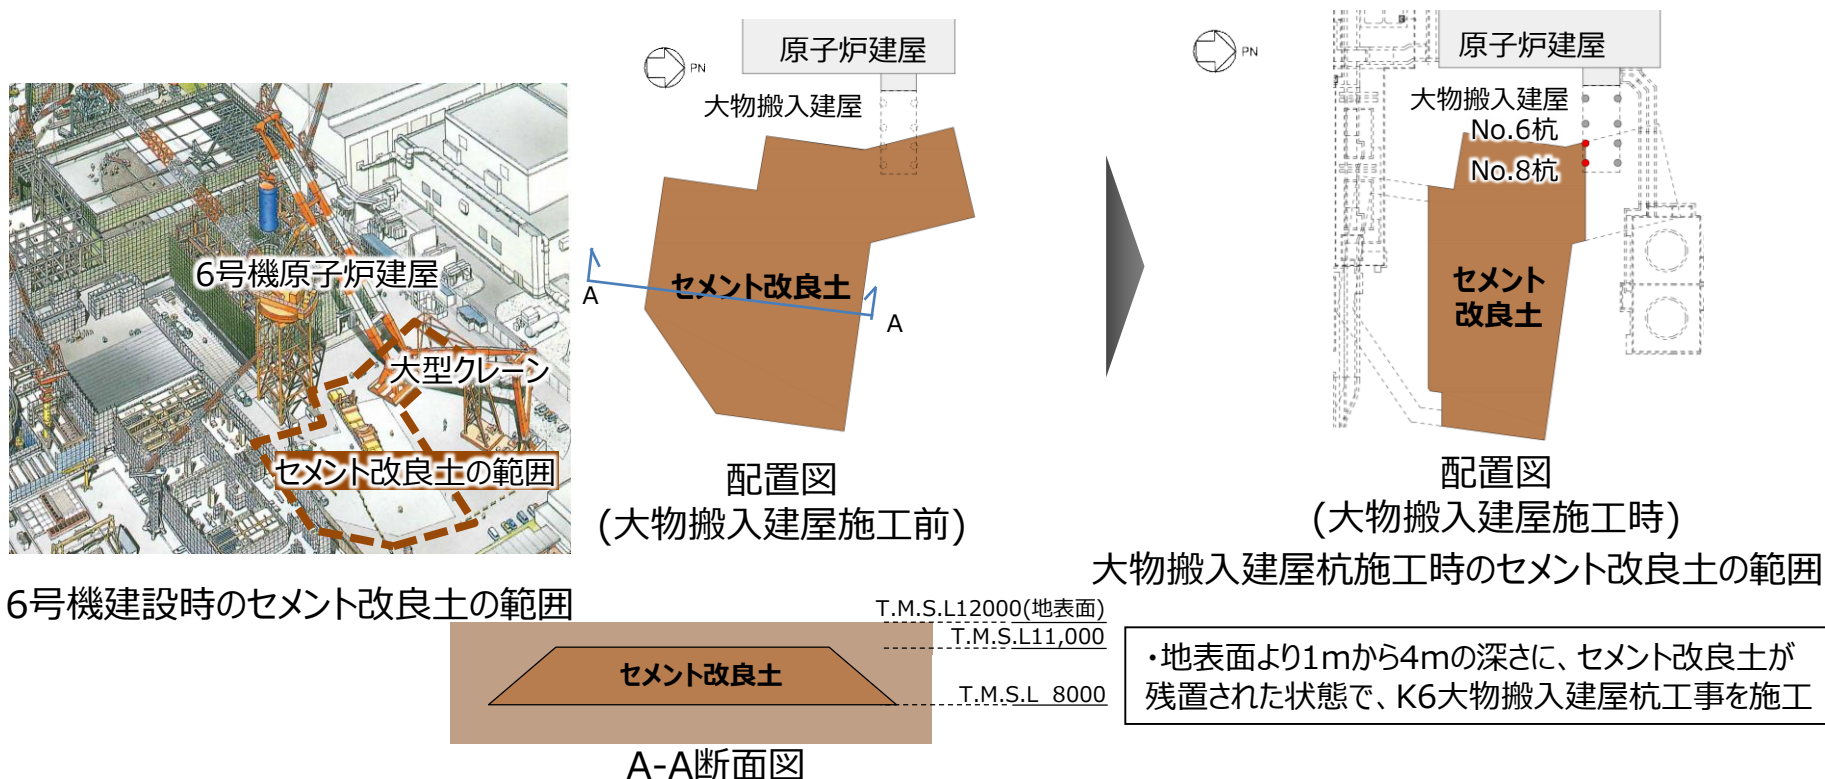 6号機原子炉建屋
大型クレーン
セメント改良土の範囲
6号機建設時のセメント改良土の範囲
PN
原子炉建屋
大物搬入建屋
セメント改良土
A
A
配置図
(大物搬入建屋施工前)
PN
原子炉建屋
大物搬入建屋
No.6杭
No.8杭
セメント
改良土
配置図
(大物搬入建屋施工時)
大物搬入建屋杭施工時のセメント改良土の範囲
T.M.S.L12000(地表面)
T.M.S.L11,000
セメント改良土
T.M.S.L 8000
A-A断面図
・地表面より1mから4mの深さに、セメント改良土が
残置された状態で、K6大物搬入建屋杭工事を施工